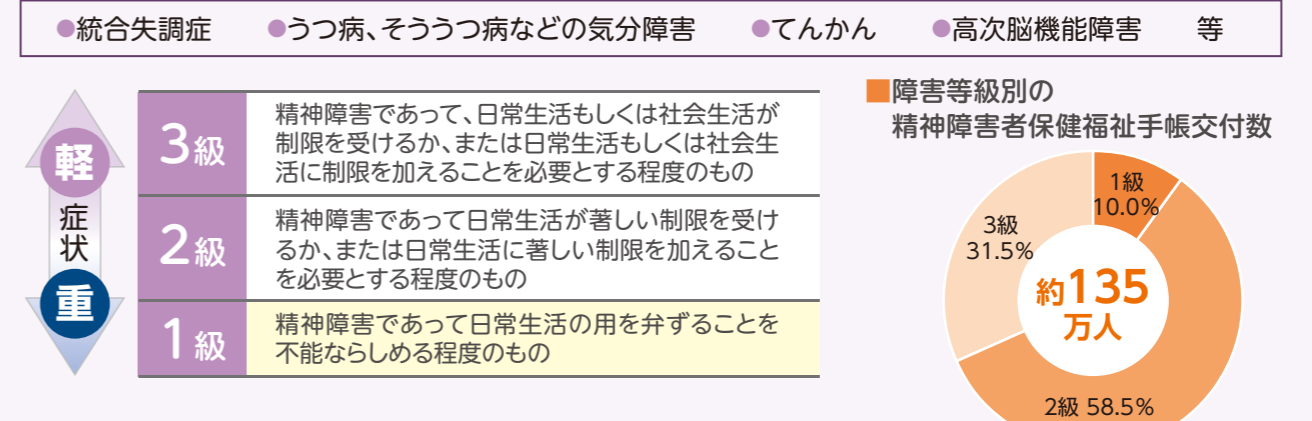 ●統合失調症 ●うつ病、そううつ病などの気分障害 ●てんかん ●高次脳機能障害 等
軽
症状
重
3級
精神障害であって、日常生活もしくは社会生活が
制限を受けるか、または日常生活もしくは社会生
活に制限を加えることを必要とする程度のもの
2級
精神障害であって日常生活が著しい制限を受け
るか、または日常生活に著しい制限を加えること
を必要とする程度のもの
1級
精神障害であって日常生活の用を弁ずることを
不能ならしめる程度のもの
■障害等級別の
精神障害者保健福祉手帳交付数
1級
10.0%
3級
31.5%
約135
万人
2級 58.5%